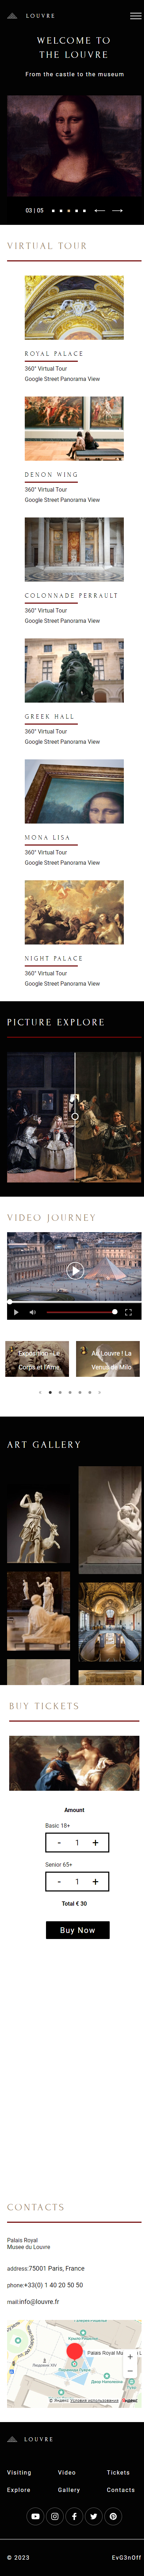 LOUVRE
WELCOME TO
THE LOUVRE
From the castle to the museum
03 | 05
VIRTUAL TOUR
ROYAL PALACE
360° Virtual Tour
Google Street Panorama View
DENON WING
360° Virtual Tour
Google Street Panorama View
COLONNADE PERRAULT
360° Virtual Tour
Google Street Panorama View
GREEK HALL
360° Virtual Tour
Google Street Panorama View
MONA LISA
360° Virtual Tour
Google Street Panorama View
NIGHT PALACE
360° Virtual Tour
Google Street Panorama View
PICTURE EXPLORE
VIDEO JOURNEY
Exposition "Le
Corps et l'Âme
Au Louvre ! La
Venus de Milo
ART GALLERY
BUY TICKETS
Amount
Basic 18+
- 1 +
Senior 65+
- 1 +
Total € 30
Buy Now
CONTACTS
Palais Royal
Musee du Louvre
address:75001 Paris, France
phone:+33(0) 1 40 20 50 50
mail:info@louvre.fr
Palais Royal Mu
© Яндекс Условия использования
LOUVRE
Visiting Video Tickets
Explore Gallery Contacts
© 2023 EvG3nOff